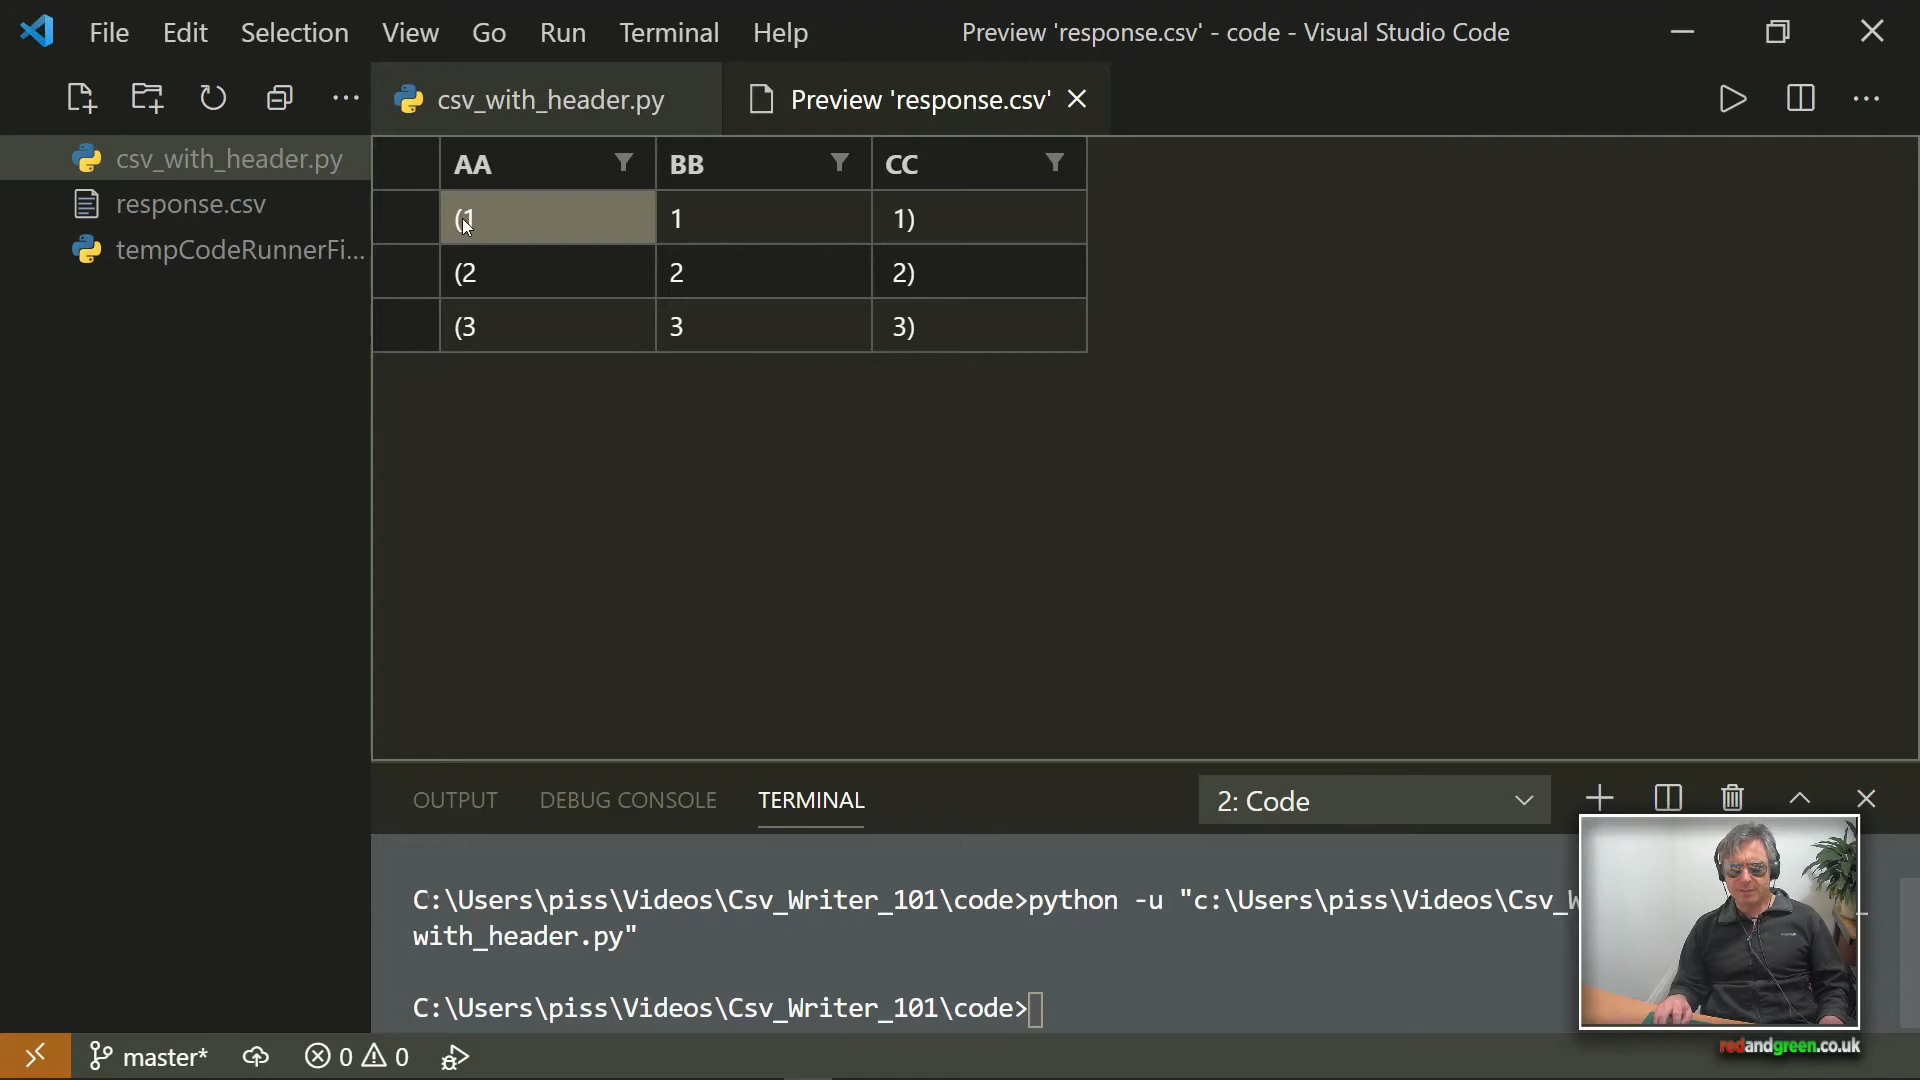 File Edit Selection View Go Run Terminal Help Preview 'response.csv' - code - Visual Studio Code
csv_with_header.py Preview 'response.csv'
csv_with_header.py
response.csv
tempCodeRunnerFi...
AA BB CC
(1 1 1)
(2 2 2)
(3 3 3)
OUTPUT DEBUG CONSOLE TERMINAL 2: Code
C:\Users\piss\Videos\Csv_Writer_101\code>python -u "c:\Users\piss\Videos\Csv_W
with_header.py"
C:\Users\piss\Videos\Csv_Writer_101\code>
redandgreen.co.uk
master* 0 0